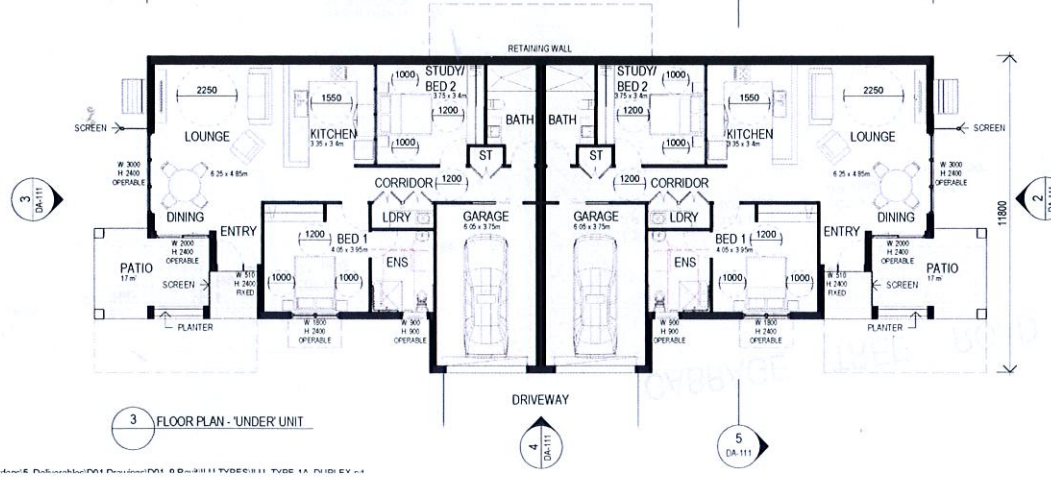 RETAINING WALL
2250
LOUNGE
1550
KITCHEN
3.35 x 3.4m
1000
STUDY/
BED 2
3.75 x 3.4m
1200
1000
BATH
BATH
STUDY/
BED 2
3.75 x 3.4m
1000
1200
1000
1550
KITCHEN
3.35 x 3.4m
2250
LOUNGE
SCREEN
SCREEN
ST
ST
W 3000
H 2400
OPERABLE
6.25 x 4.85m
CORRIDOR
1200
1200
CORRIDOR
6.25 x 4.85m
W 3000
H 2400
OPERABLE
3
DA-111
2
DA-111
11800
DINING
LDRY
GARAGE
6.05 x 3.75m
GARAGE
6.05 x 3.75m
LDRY
DINING
ENTRY
1200
BED 1
4.05 x 3.95m
BED 1
4.05 x 3.95m
1200
ENTRY
W 2000
H 2400
OPERABLE
W 2000
H 2400
OPERABLE
PATIO
17 m²
ENS
ENS
PATIO
17 m²
SCREEN
W 510
H 2400
FIXED
1000
1000
1000
1000
W 510
H 2400
FIXED
SCREEN
PLANTER
W 1800
H 2400
OPERABLE
W 900
H 900
OPERABLE
W 900
H 900
OPERABLE
W 1800
H 2400
OPERABLE
PLANTER
CABBAGE TREE ROAD
DRIVEWAY
3
FLOOR PLAN - 'UNDER' UNIT
4
DA-111
5
DA-111